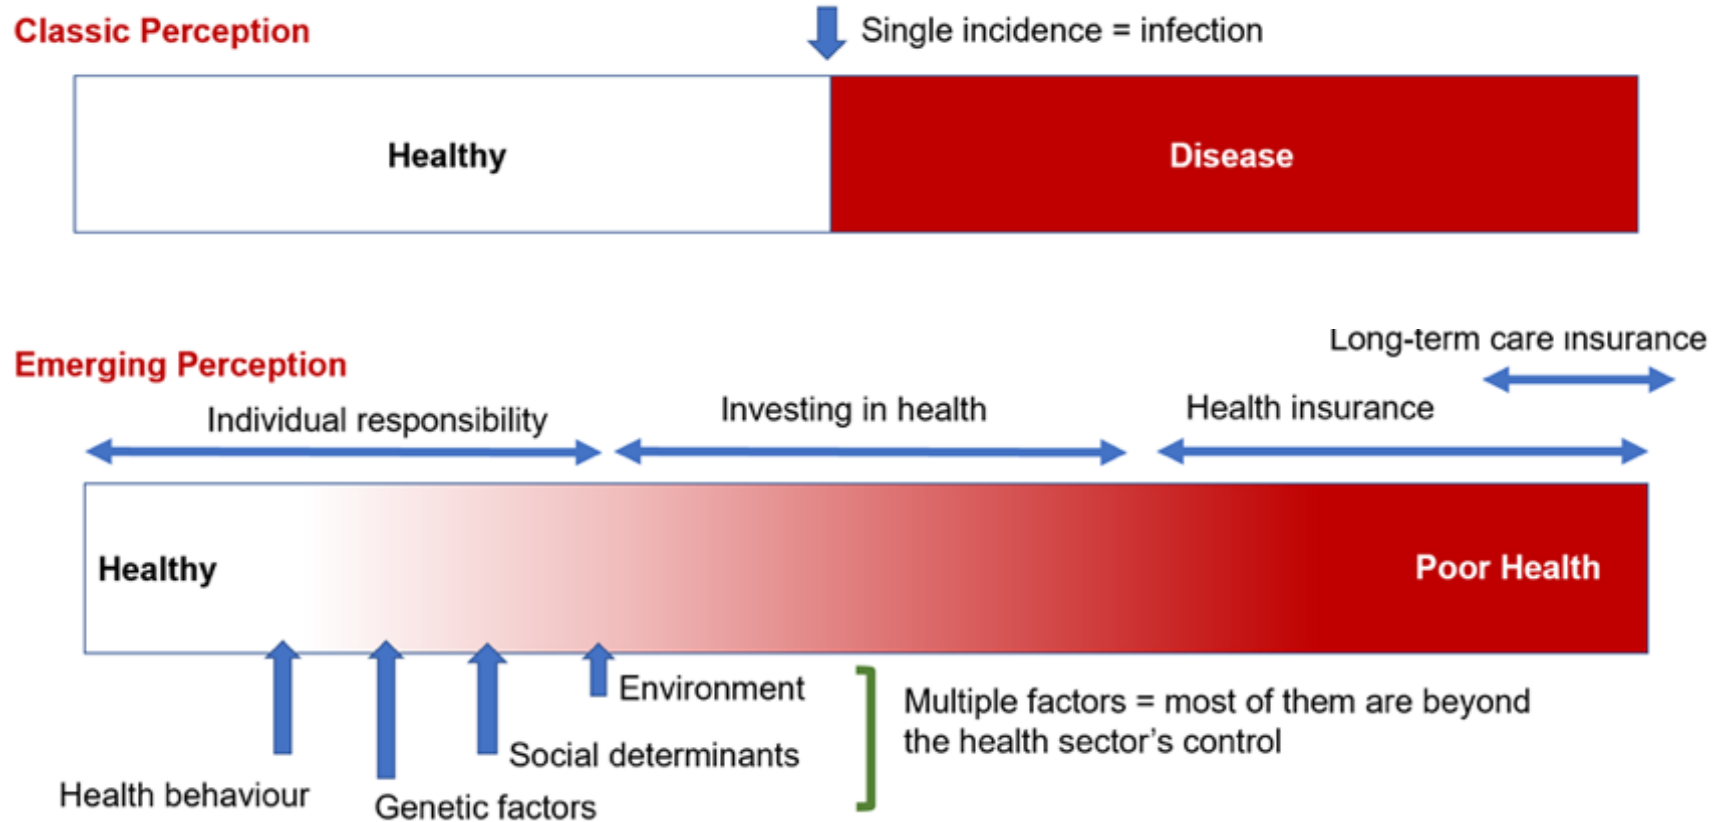 Classic Perception
Single incidence = infection
Healthy
Disease
Long-term care insurance
Emerging Perception
Individual responsibility
Investing in health
Health insurance
Healthy
Poor Health
Environment
Social determinants
Health behaviour
Genetic factors
Multiple factors = most of them are beyond
the health sector's control